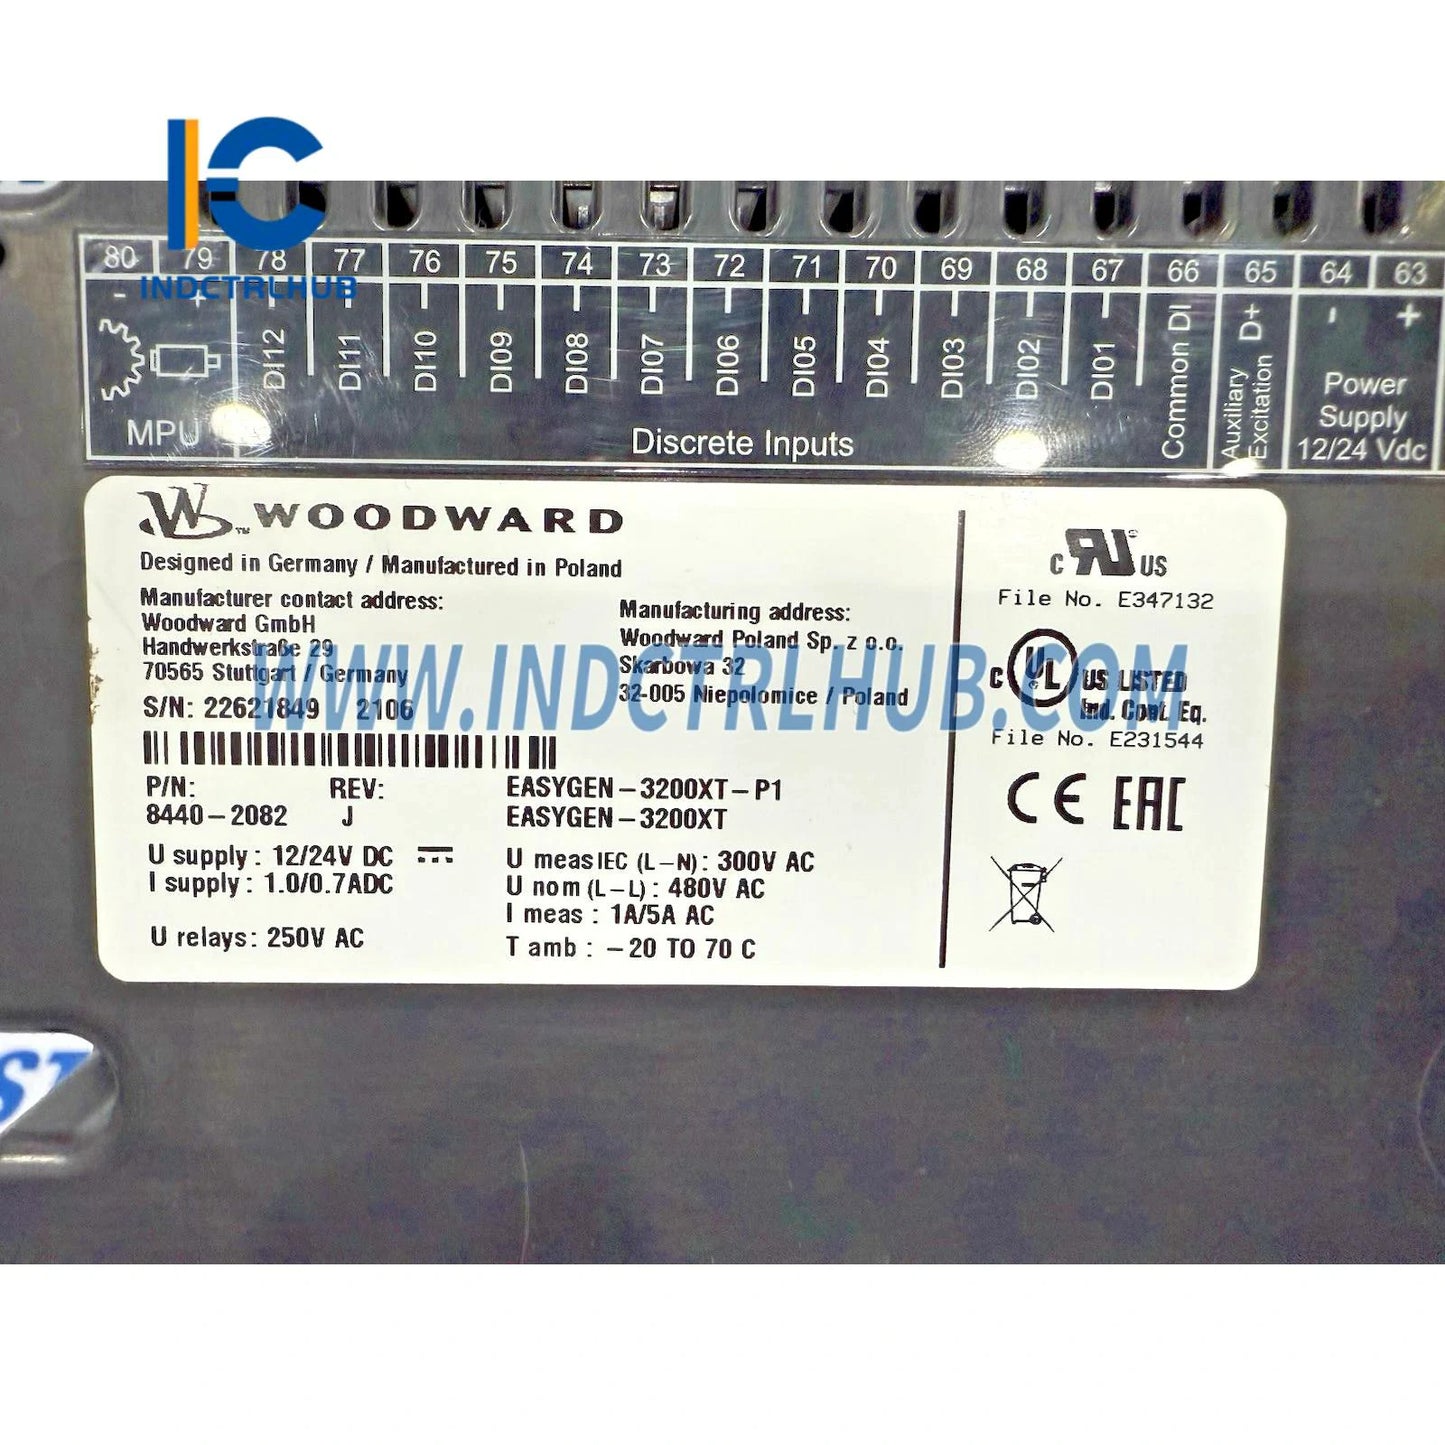 INDCTRLHUB
80 79 78 77 76 75 74 73 72 71 70 69 68 67 66 65 64 63
- + - +
DI12 DI11 DI10 DI09 DI08 DI07 DI06 DI05 DI04 DI03 DI02 DI01 Common DI Auxiliary Excitation D+
MPU
Discrete Inputs
Power
Supply
12/24 Vdc
WOODWARD
Designed in Germany / Manufactured in Poland
Manufacturer contact address:
Woodward GmbH
Handwerkstraße 29
70565 Stuttgart / Germany
Manufacturing address:
Woodward Poland Sp. z o.o.
Skarbowa 32
32-005 Niepolomice / Poland
S/N: 22621849 2106
P/N: REV:
8440-2082 J
EASYGEN-3200XT-P1
EASYGEN-3200XT
U supply: 12/24V DC
I supply: 1.0/0.7ADC
U relays: 250V AC
U meas IEC (L-N): 300V AC
U nom (L-L): 480V AC
I meas : 1A/5A AC
T amb : -20 TO 70 C
C RU US
File No. E347132
C UL US LISTED
Ind. Cont. Eq.
File No. E231544
CE EAC
WWW.INDCTRLHUB.COM
ST